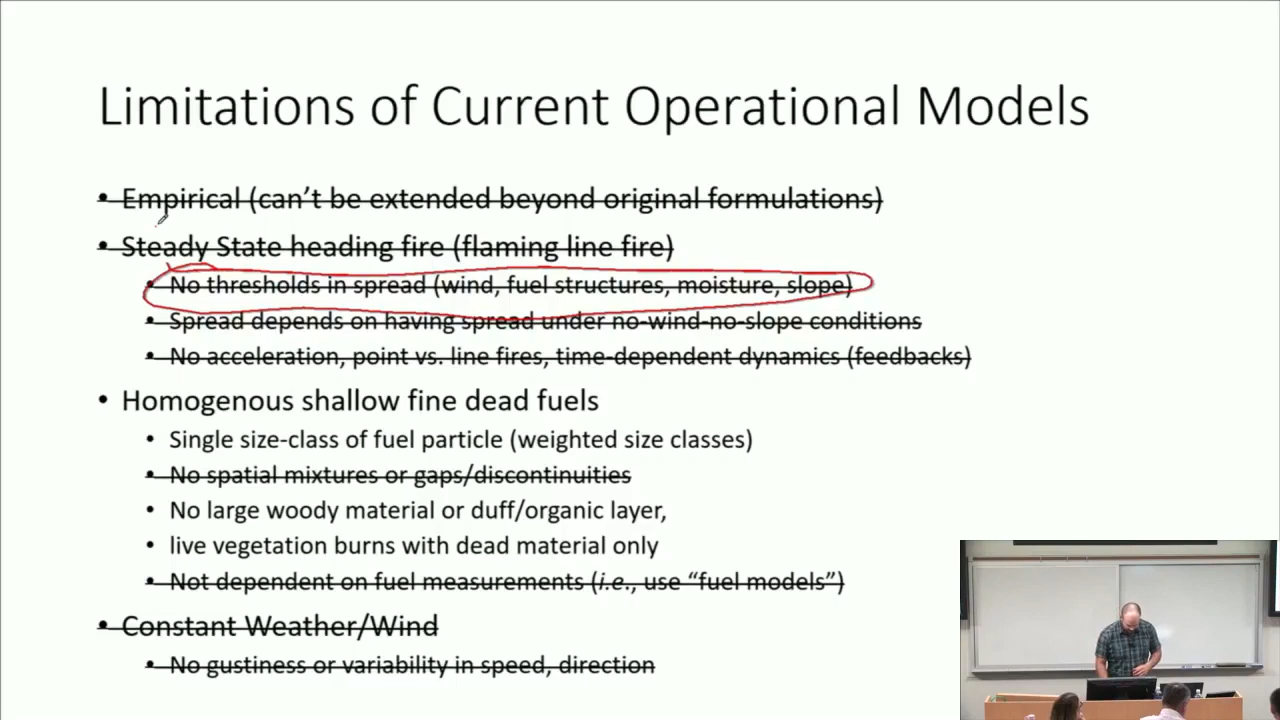 Limitations of Current Operational Models
• Empirical (can’t be extended beyond original formulations)
• Steady State heading fire (flaming line fire)
• No thresholds in spread (wind, fuel structures, moisture, slope)
• Spread depends on having spread under no-wind-no-slope conditions
• No acceleration, point vs. line fires, time-dependent dynamics (feedbacks)
• Homogenous shallow fine dead fuels
• Single size-class of fuel particle (weighted size classes)
• No spatial mixtures or gaps/discontinuities
• No large woody material or duff/organic layer,
• live vegetation burns with dead material only
• Not dependent on fuel measurements (i.e., use “fuel models”)
• Constant Weather/Wind
• No gustiness or variability in speed, direction